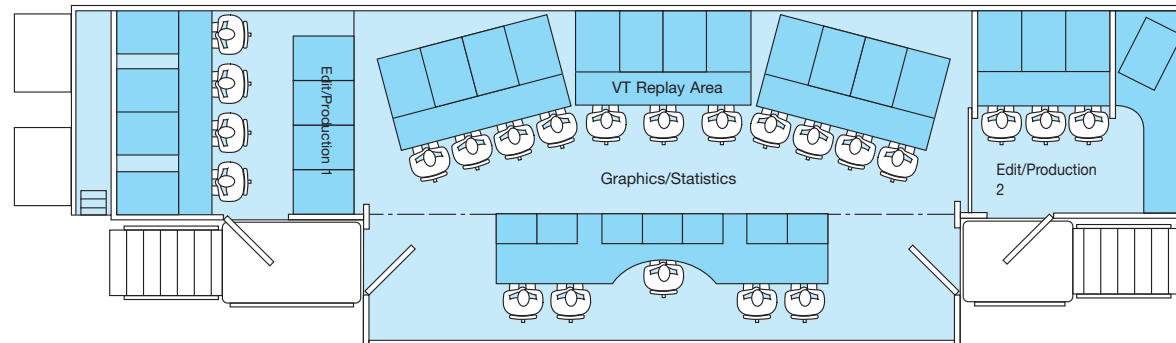 Edit/Production 1
VT Replay Area
Graphics/Statistics
Edit/Production
2